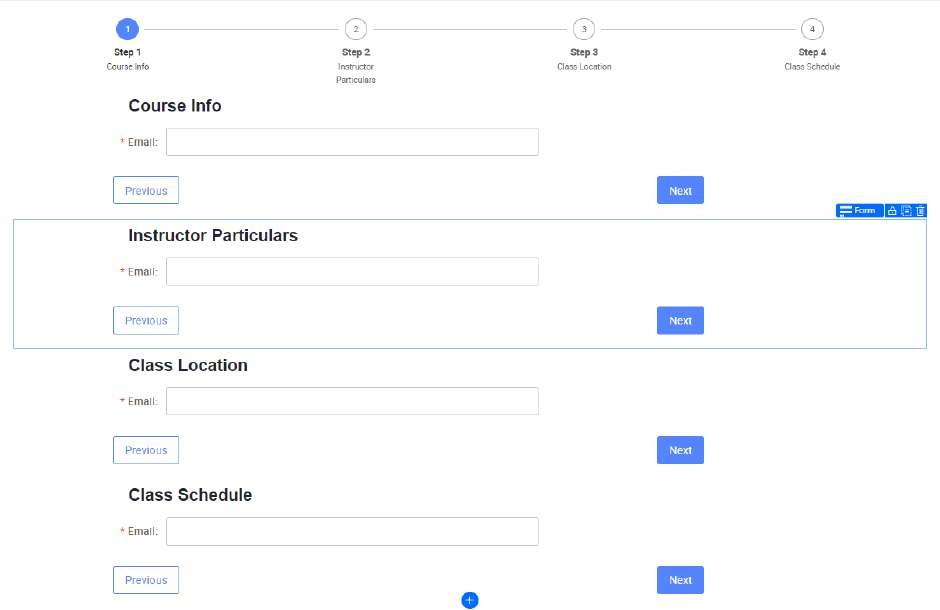 1
2
3
4
Step 1
Step 2
Step 3
Step 4
Course Info
Instructor
Particulars
Class Location
Class Schedule
Course Info
* Email:
Previous
Next
Form
Instructor Particulars
* Email:
Previous
Next
Class Location
* Email:
Previous
Next
Class Schedule
* Email:
Previous
Next